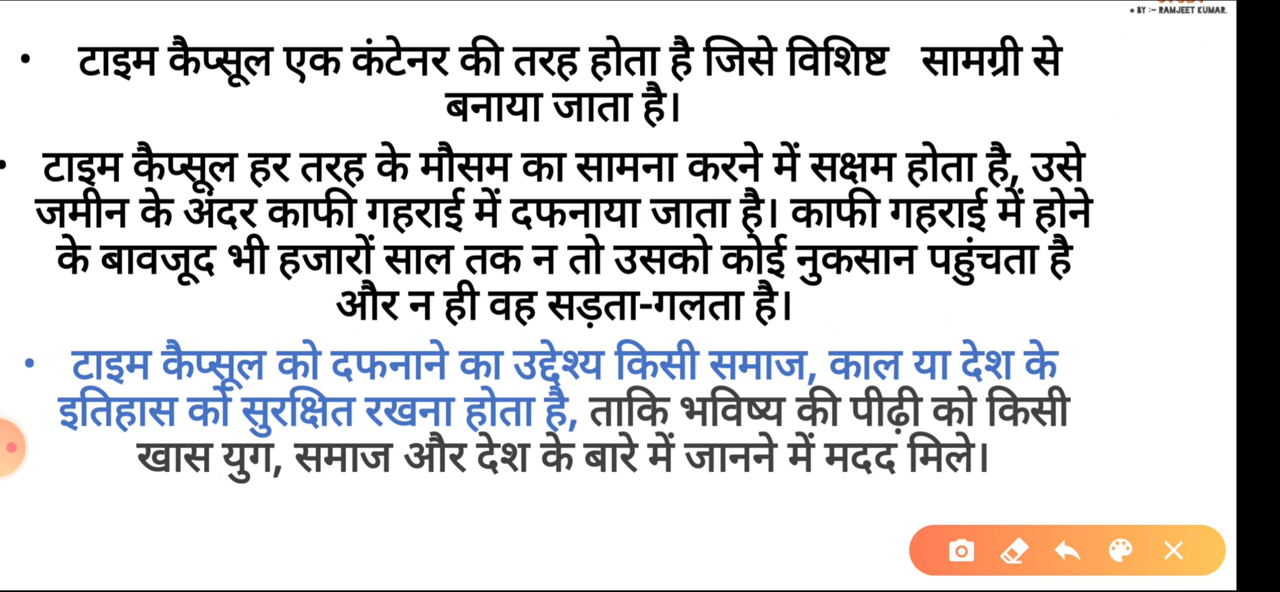 • BY :- RAMJEET KUMAR.
• टाइम कैप्सूल एक कंटेनर की तरह होता है जिसे विशिष्ट सामग्री से
बनाया जाता है।
• टाइम कैप्सूल हर तरह के मौसम का सामना करने में सक्षम होता है, उसे
जमीन के अंदर काफी गहराई में दफनाया जाता है। काफी गहराई में होने
के बावजूद भी हजारों साल तक न तो उसको कोई नुकसान पहुंचता है
और न ही वह सड़ता-गलता है।
• टाइम कैप्सूल को दफनाने का उद्देश्य किसी समाज, काल या देश के
इतिहास को सुरक्षित रखना होता है, ताकि भविष्य की पीढ़ी को किसी
खास युग, समाज और देश के बारे में जानने में मदद मिले।